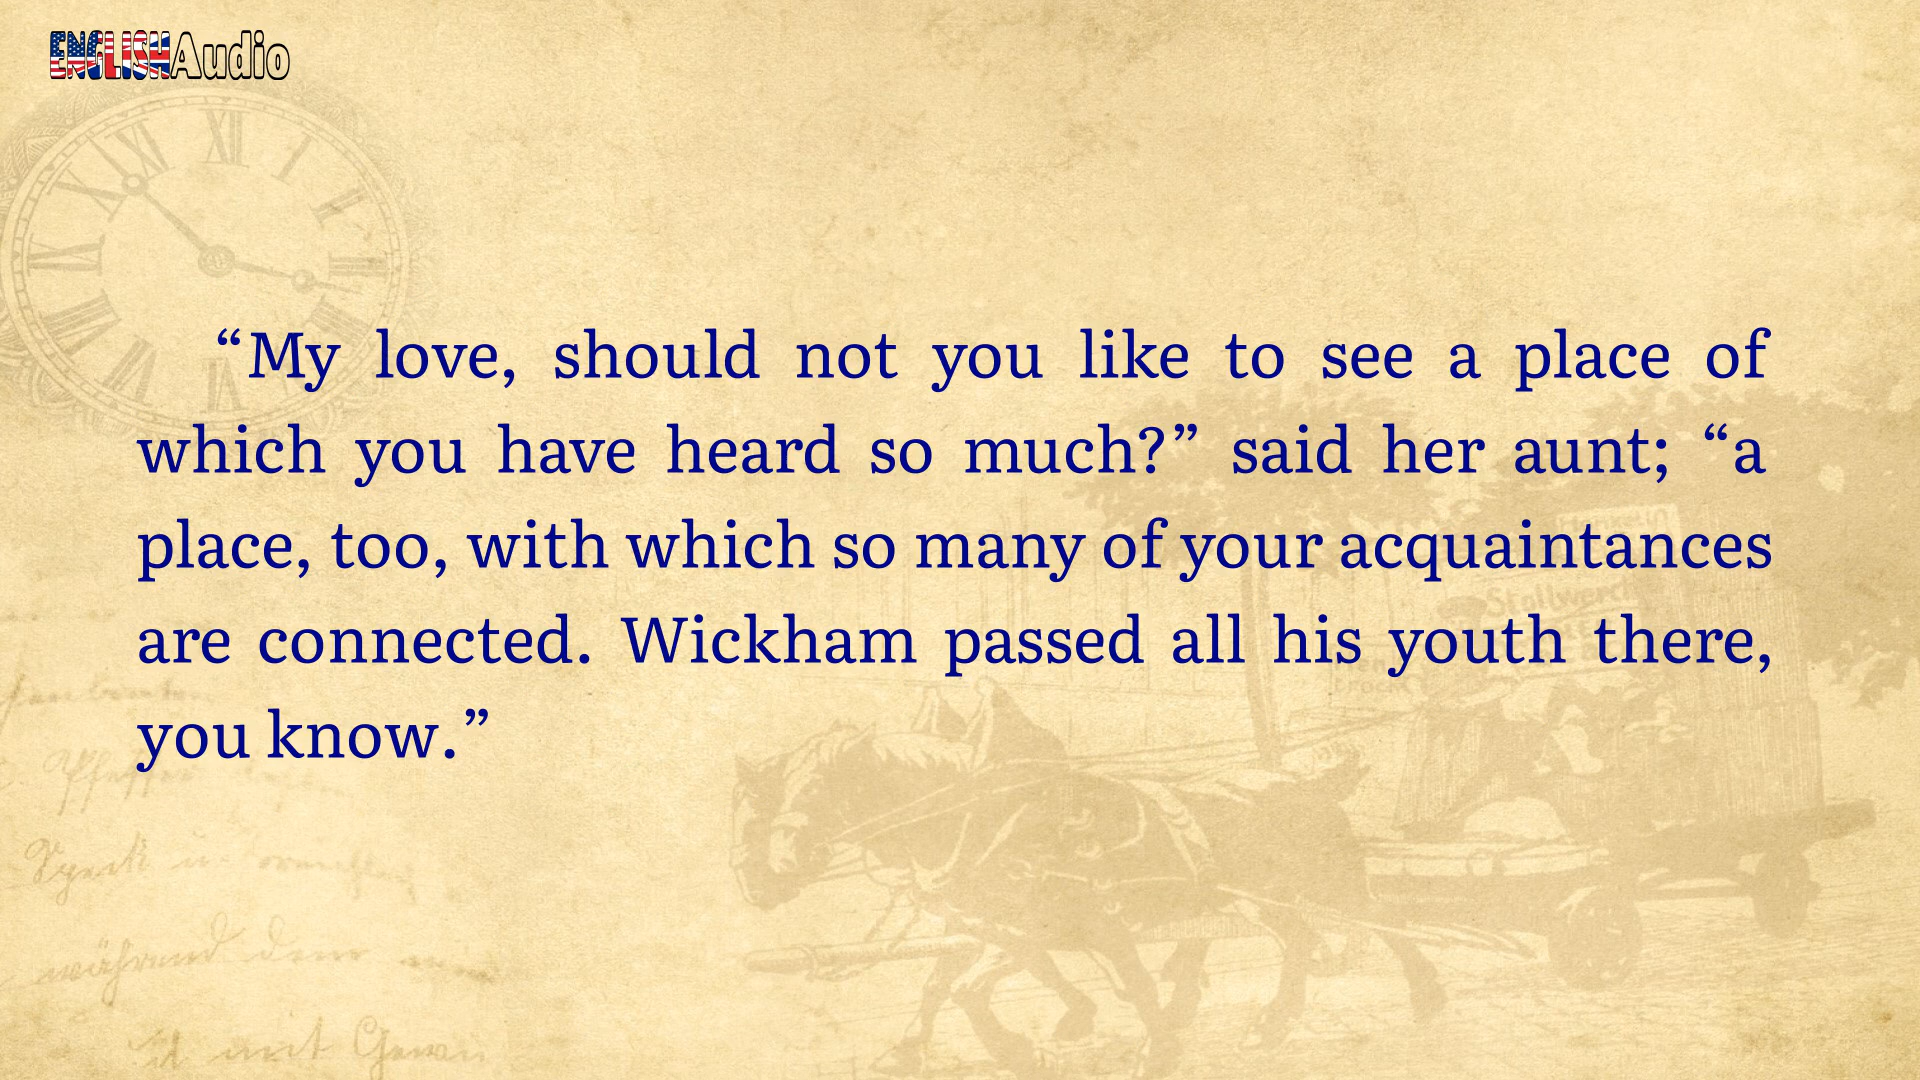 ENGLISHAudio
“My love, should not you like to see a place of
which you have heard so much?” said her aunt; “a
place, too, with which so many of your acquaintances
are connected. Wickham passed all his youth there,
you know.”